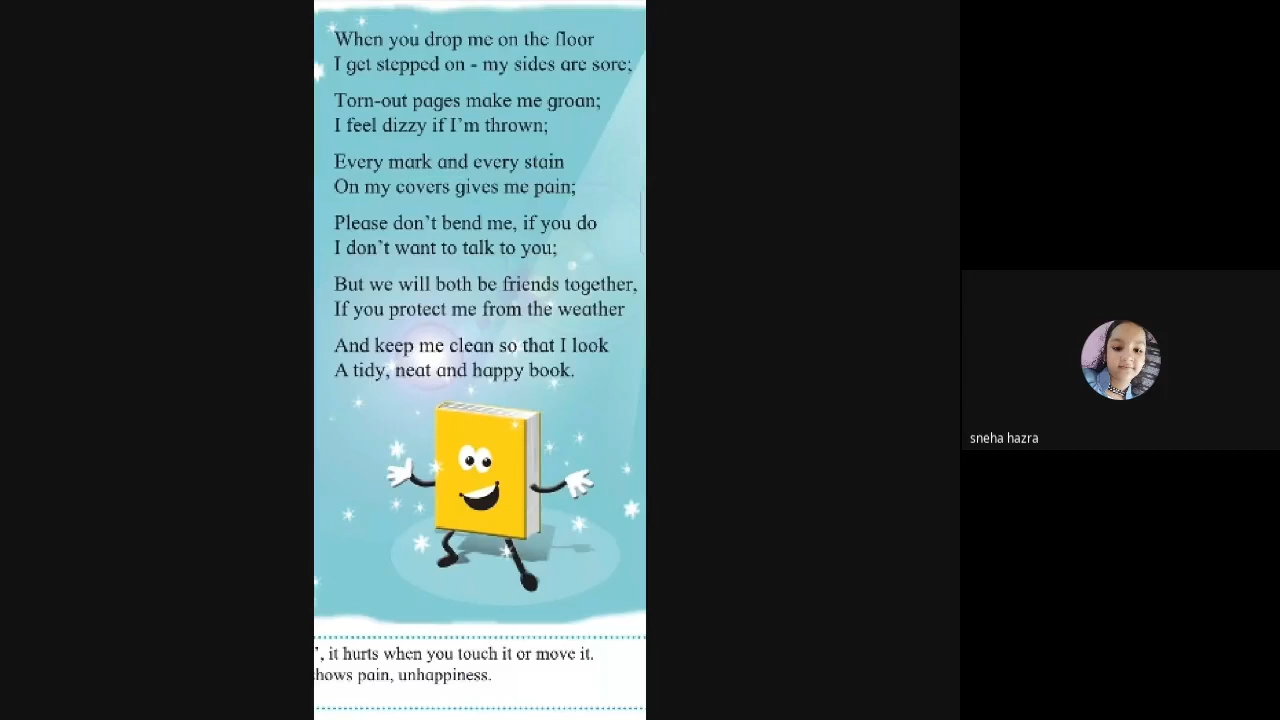 When you drop me on the floor
I get stepped on - my sides are sore;
Torn-out pages make me groan;
I feel dizzy if I'm thrown;
Every mark and every stain
On my covers gives me pain;
Please don't bend me, if you do
I don't want to talk to you;
But we will both be friends together,
If you protect me from the weather
And keep me clean so that I look
A tidy, neat and happy book.
', it hurts when you touch it or move it.
hows pain, unhappiness.
sneha hazra